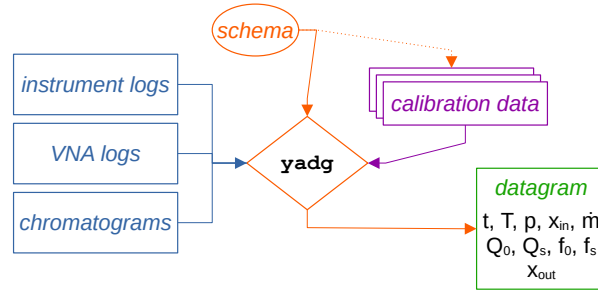 schema
instrument logs
calibration data
VNA logs
yadg
datagram
chromatograms
t, T, p, xᵢₙ, ṁ
Q₀, Qₛ, f₀, fₛ
xₒᵤₜ